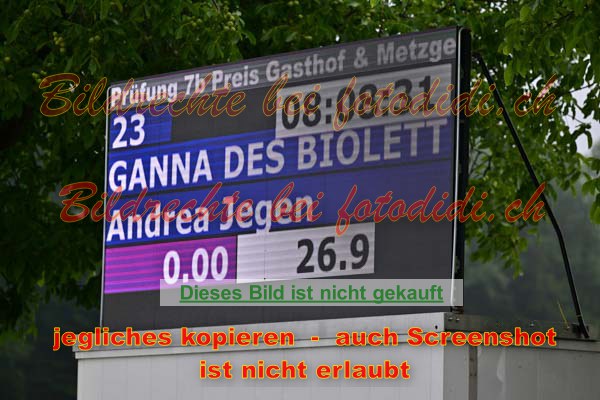 Prüfung 7b Preis Gasthof & Metzge
Bildrechte bei fotodidi.ch
23
GANNA DES BIOLETT
Bildrechte bei fotodidi.ch
Andrea Jegen
0.00 26.9
Dieses Bild ist nicht gekauft
jegliches kopieren - auch Screenshot
ist nicht erlaubt